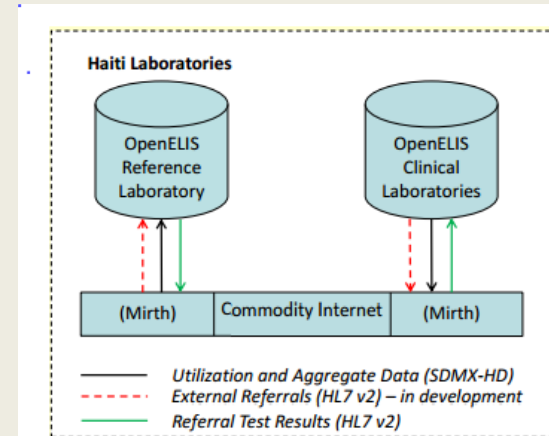 Haiti Laboratories
OpenELIS
Reference
Laboratory
OpenELIS
Clinical
Laboratories
(Mirth)
Commodity Internet
(Mirth)
Utilization and Aggregate Data (SDMX-HD)
External Referrals (HL7 v2) – in development
Referral Test Results (HL7 v2)